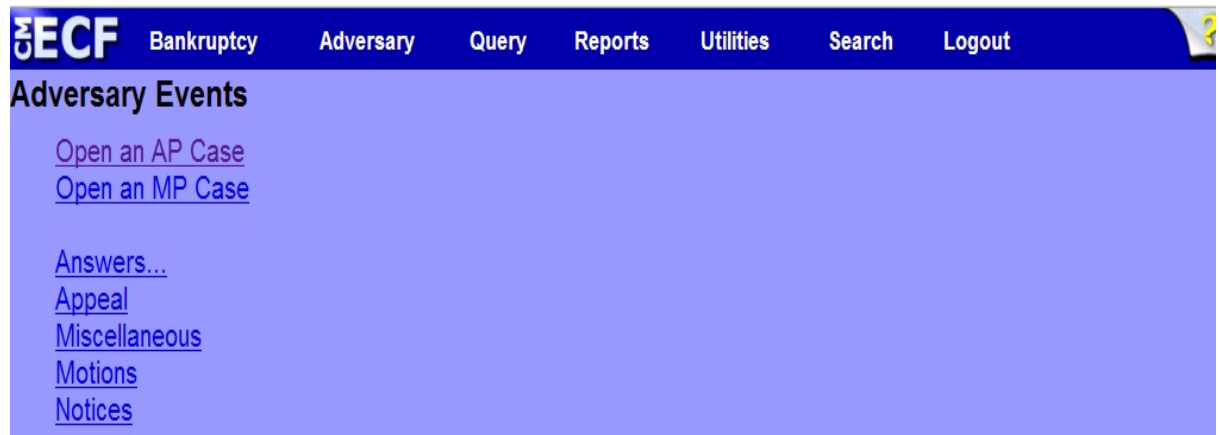 CM ECF Bankruptcy Adversary Query Reports Utilities Search Logout ?
Adversary Events
Open an AP Case
Open an MP Case
Answers...
Appeal
Miscellaneous
Motions
Notices